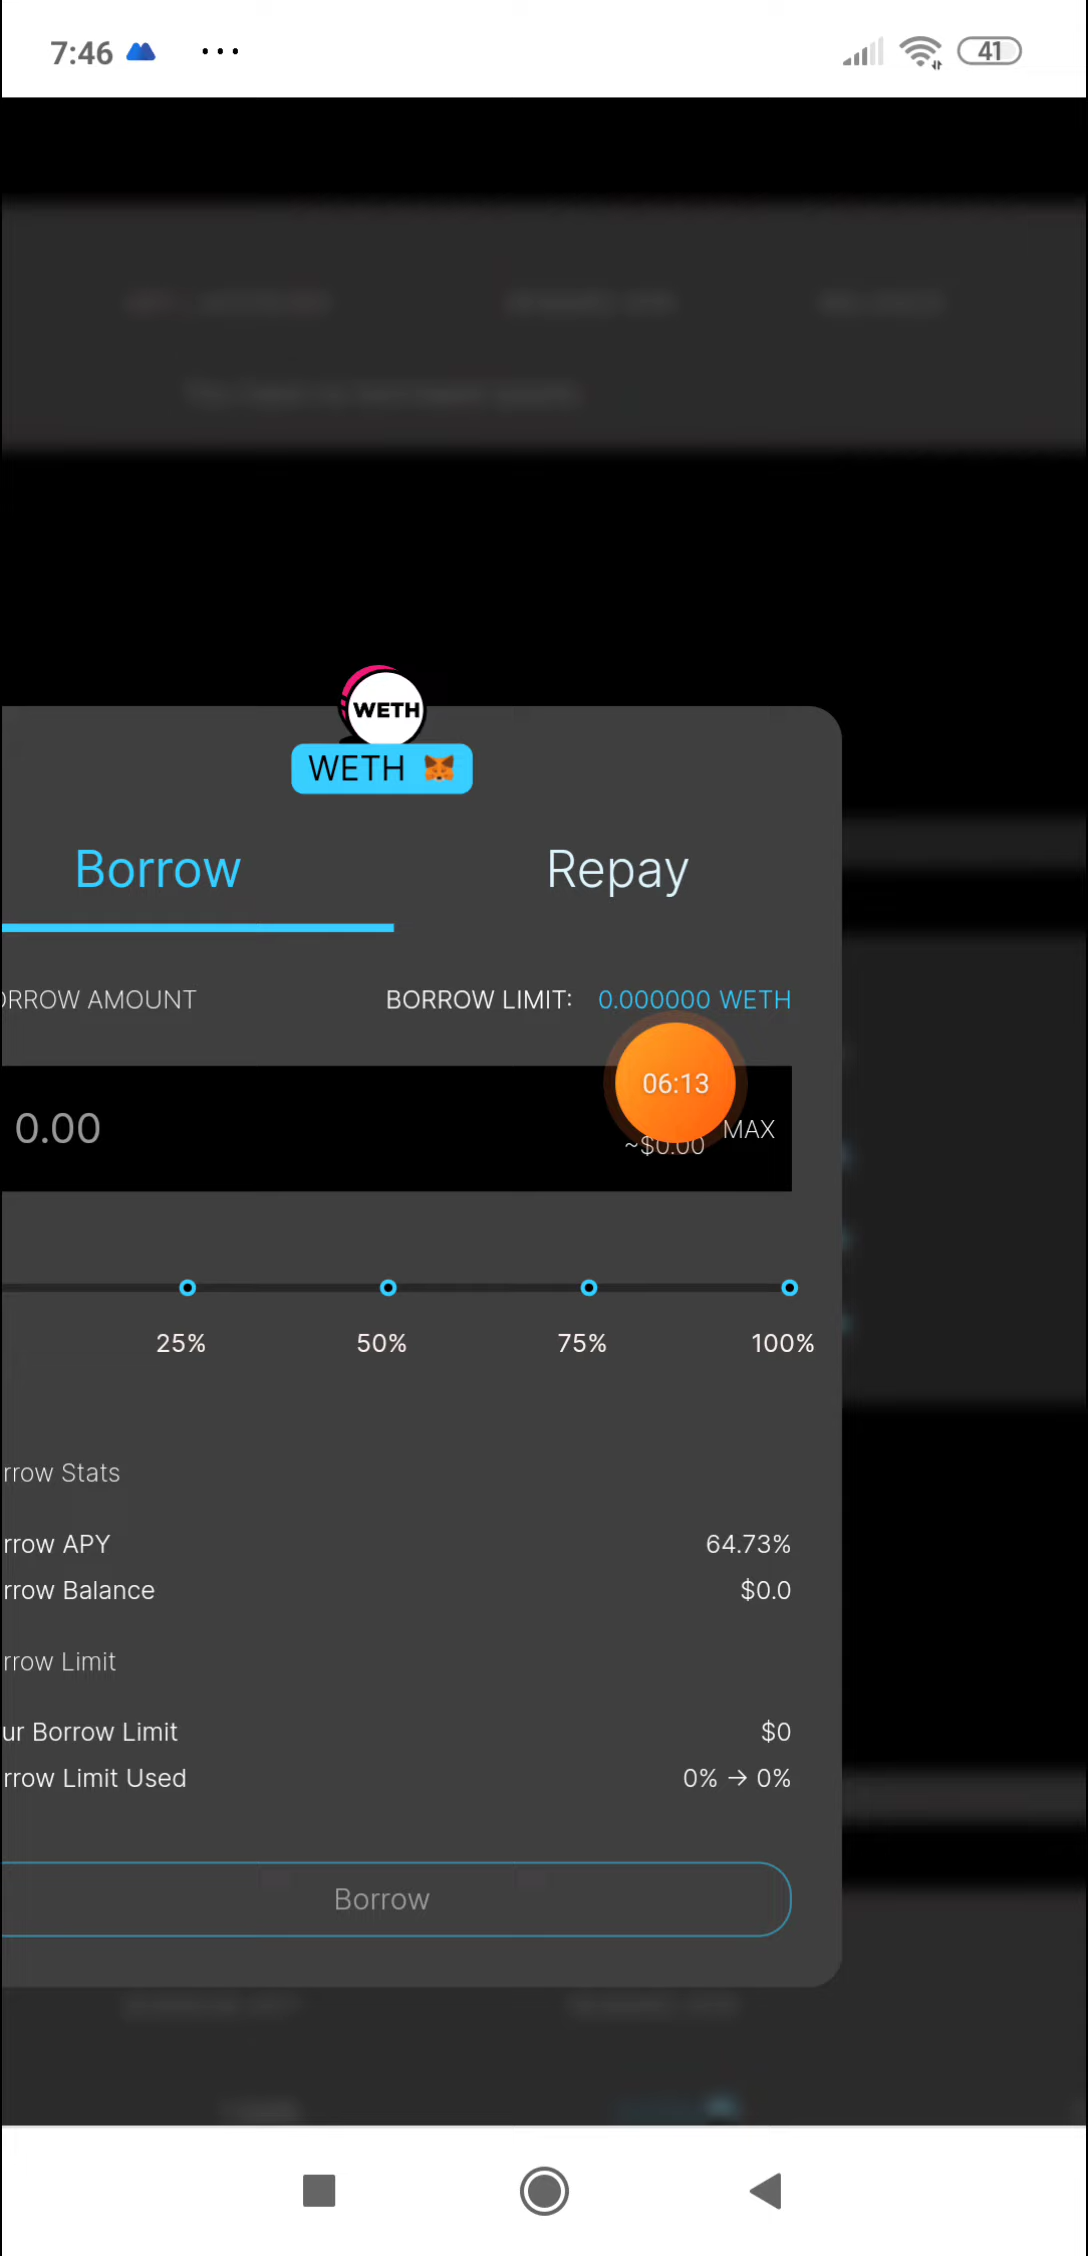 7:46 ... 41
WETH
WETH
Borrow Repay
ORROW AMOUNT BORROW LIMIT: 0.000000 WETH
06:13
0.00 ~$0.00 MAX
25% 50% 75% 100%
rrow Stats
rrow APY 64.73%
rrow Balance $0.0
rrow Limit
ur Borrow Limit $0
rrow Limit Used 0% → 0%
Borrow